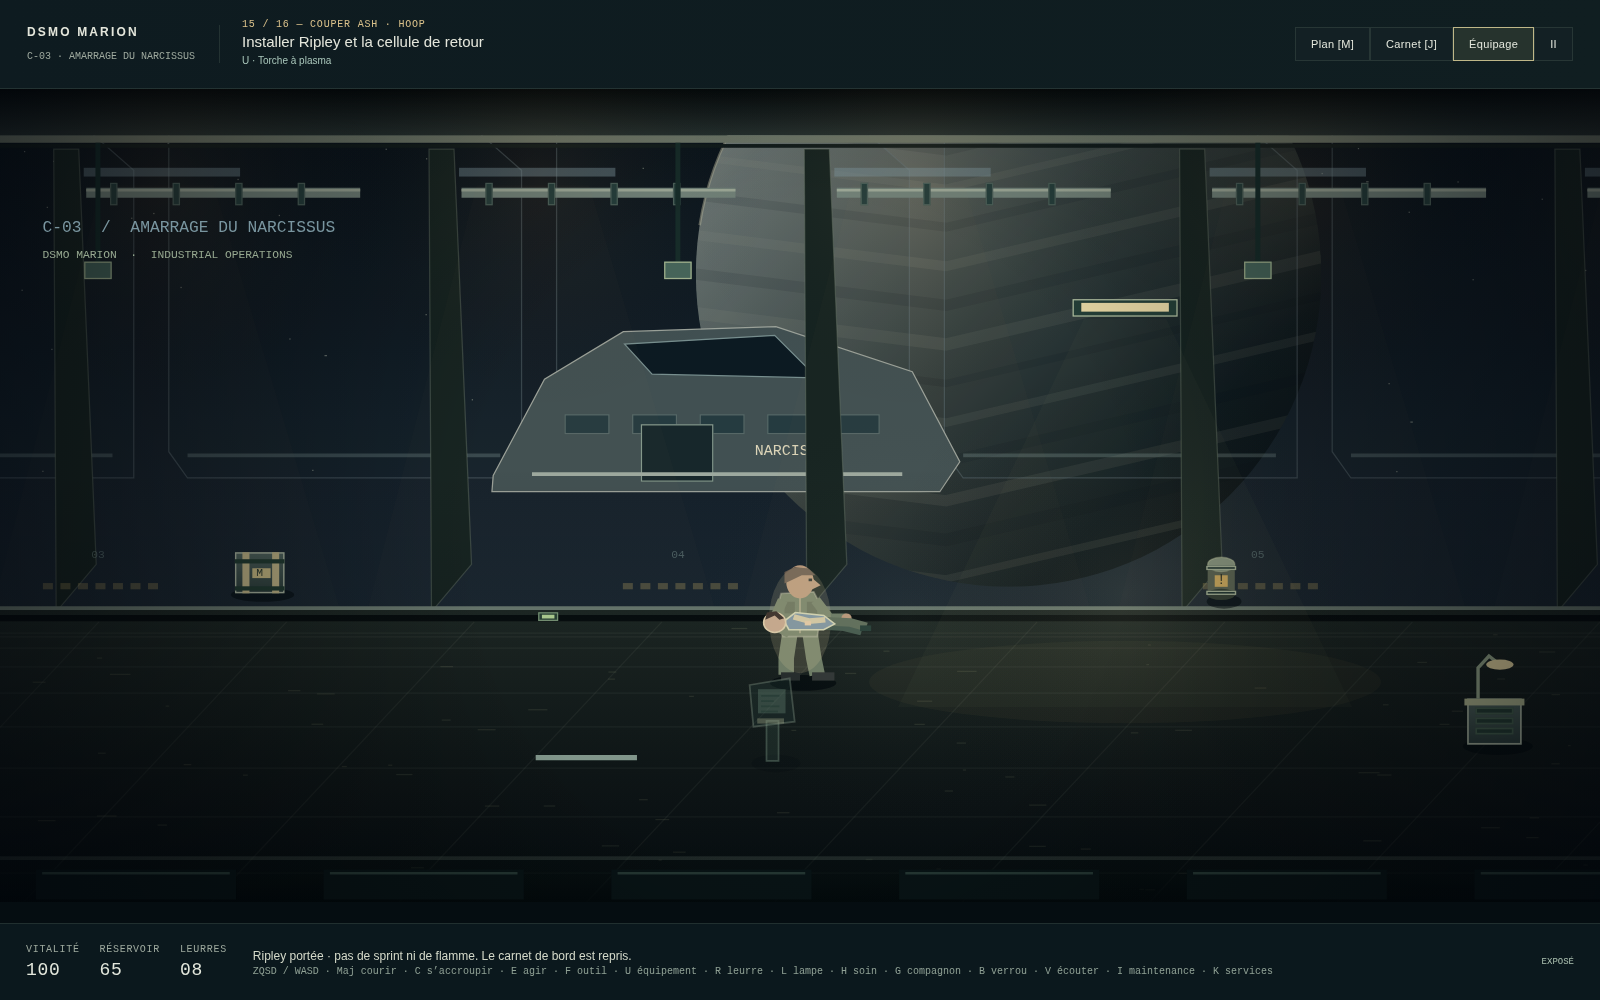 DSMO MARION
C-03 · AMARRAGE DU NARCISSUS
15 / 16 — COUPER ASH · HOOP
Installer Ripley et la cellule de retour
U · Torche à plasma
Plan [M]
Carnet [J]
Équipage
II
C-03 / AMARRAGE DU NARCISSUS
DSMO MARION · INDUSTRIAL OPERATIONS
NARCIS
03
04
05
M
!
VITALITÉ
100
RÉSERVOIR
65
LEURRES
08
Ripley portée · pas de sprint ni de flamme. Le carnet de bord est repris.
ZQSD / WASD · Maj courir · C s’accroupir · E agir · F outil · U équipement · R leurre · L lampe · H soin · G compagnon · B verrou · V écouter · I maintenance · K services
EXPOSÉ